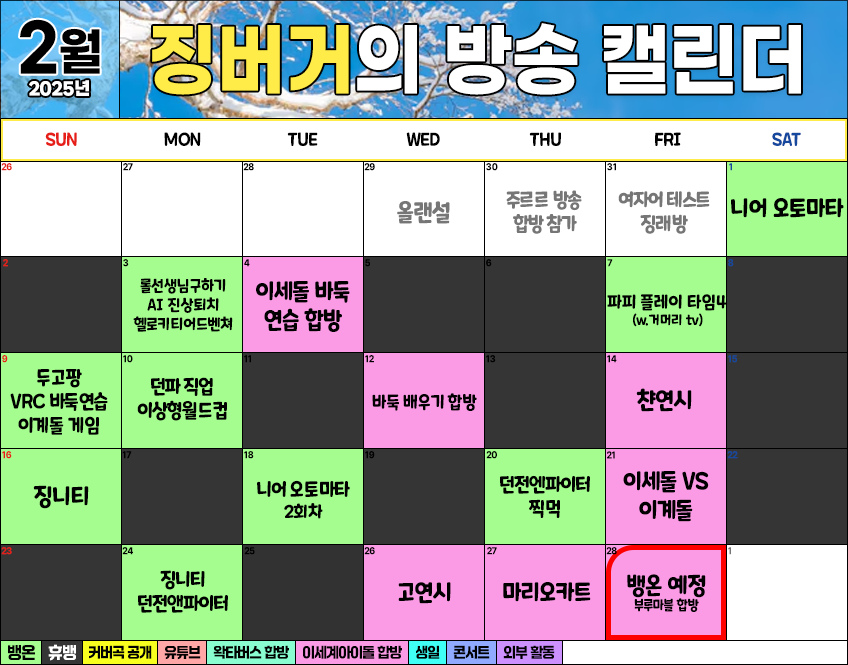 2월
2025년
징버거의 방송 캘린더
SUN MON TUE WED THU FRI SAT
26 27 28 29 30 31 1
올랜설
주르르 방송
합방 참가
여자어 테스트
징래방
니어 오토마타
2 3 4 5 6 7 8
롤선생님구하기
AI 진상퇴치
헬로키티어드벤쳐
이세돌 바둑
연습 합방
파피 플레이 타임4
(w.거머리 tv)
9 10 11 12 13 14 15
두고팡
VRC 바둑연습
이계돌 게임
던파 직업
이상형월드컵
바둑 배우기 합방
챤연시
16 17 18 19 20 21 22
징니티
니어 오토마타
2회차
던전엔파이터
찍먹
이세돌 VS
이계돌
23 24 25 26 27 28 1
징니티
던전앤파이터
고연시
마리오카트
뱅온 예정
부루마블 합방
뱅온 휴뱅 커버곡 공개 유튜브 왁타버스 합방 이세계아이돌 합방 생일 콘서트 외부 활동